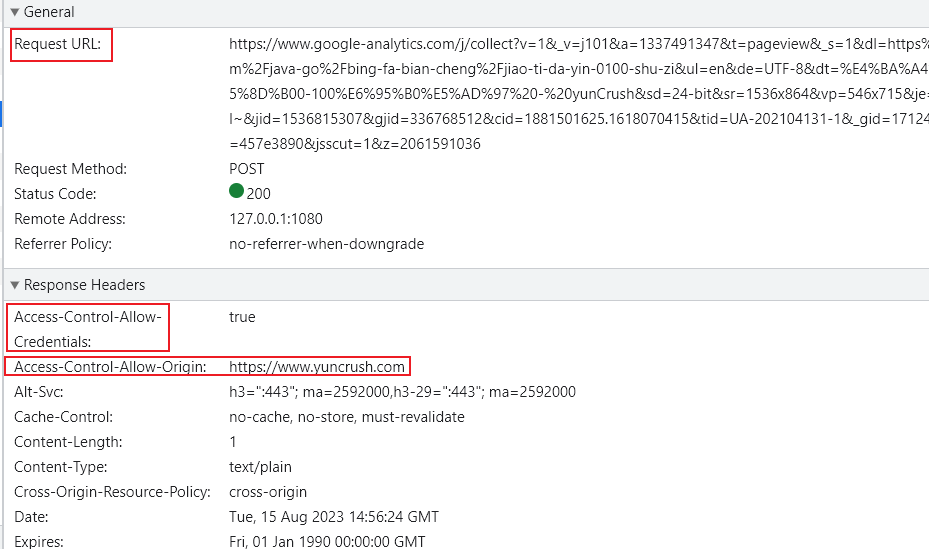 General
Request URL: https://www.google-analytics.com/j/collect?v=1&_v=j101&a=1337491347&t=pageview&_s=1&dl=https%
m%2Fjava-go%2Fbing-fa-bian-cheng%2Fjiao-ti-da-yin-0100-shu-zi&ul=en&de=UTF-8&dt=%E4%BA%A4
5%8D%B00-100%E6%95%B0%E5%AD%97%20-%20yunCrush&sd=24-bit&sr=1536x864&vp=546x715&je=
l~&jid=1536815307&gjid=336768512&cid=1881501625.1618070415&tid=UA-202104131-1&_gid=17124
=457e3890&jsscut=1&z=2061591036
Request Method: POST
Status Code: 200
Remote Address: 127.0.0.1:1080
Referrer Policy: no-referrer-when-downgrade
Response Headers
Access-Control-Allow- true
Credentials:
Access-Control-Allow-Origin: https://www.yuncrush.com
Alt-Svc: h3=":443"; ma=2592000,h3-29=":443"; ma=2592000
Cache-Control: no-cache, no-store, must-revalidate
Content-Length: 1
Content-Type: text/plain
Cross-Origin-Resource-Policy: cross-origin
Date: Tue, 15 Aug 2023 14:56:24 GMT
Expires: Fri, 01 Jan 1990 00:00:00 GMT